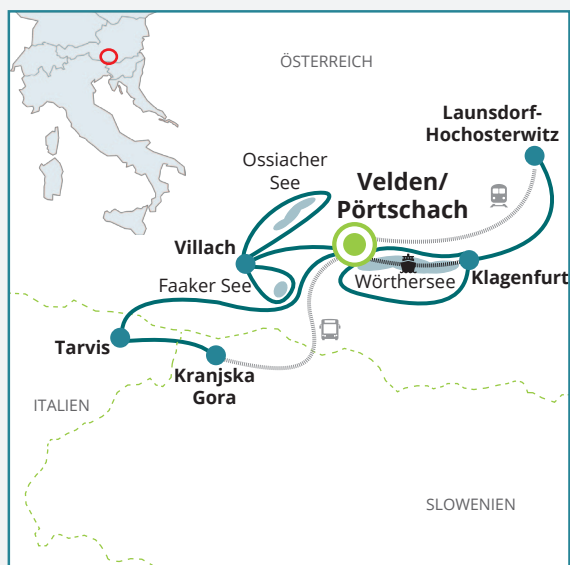 ÖSTERREICH
Launsdorf-
Hochosterwitz
Ossiacher
See
Velden/
Pörtschach
Villach
Faaker See
Wörthersee
Klagenfurt
Tarvis
Kranjska
Gora
ITALIEN
SLOWENIEN